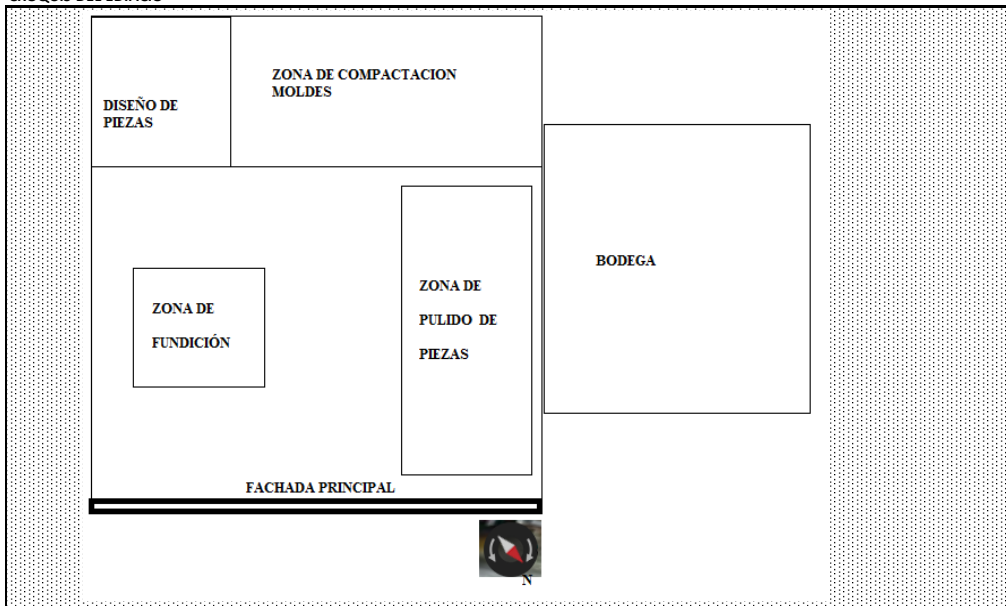 ZONA DE COMPACTACION
MOLDES
DISEÑO DE
PIEZAS
BODEGA
ZONA DE
PULIDO DE
PIEZAS
ZONA DE
FUNDICIÓN
FACHADA PRINCIPAL
N